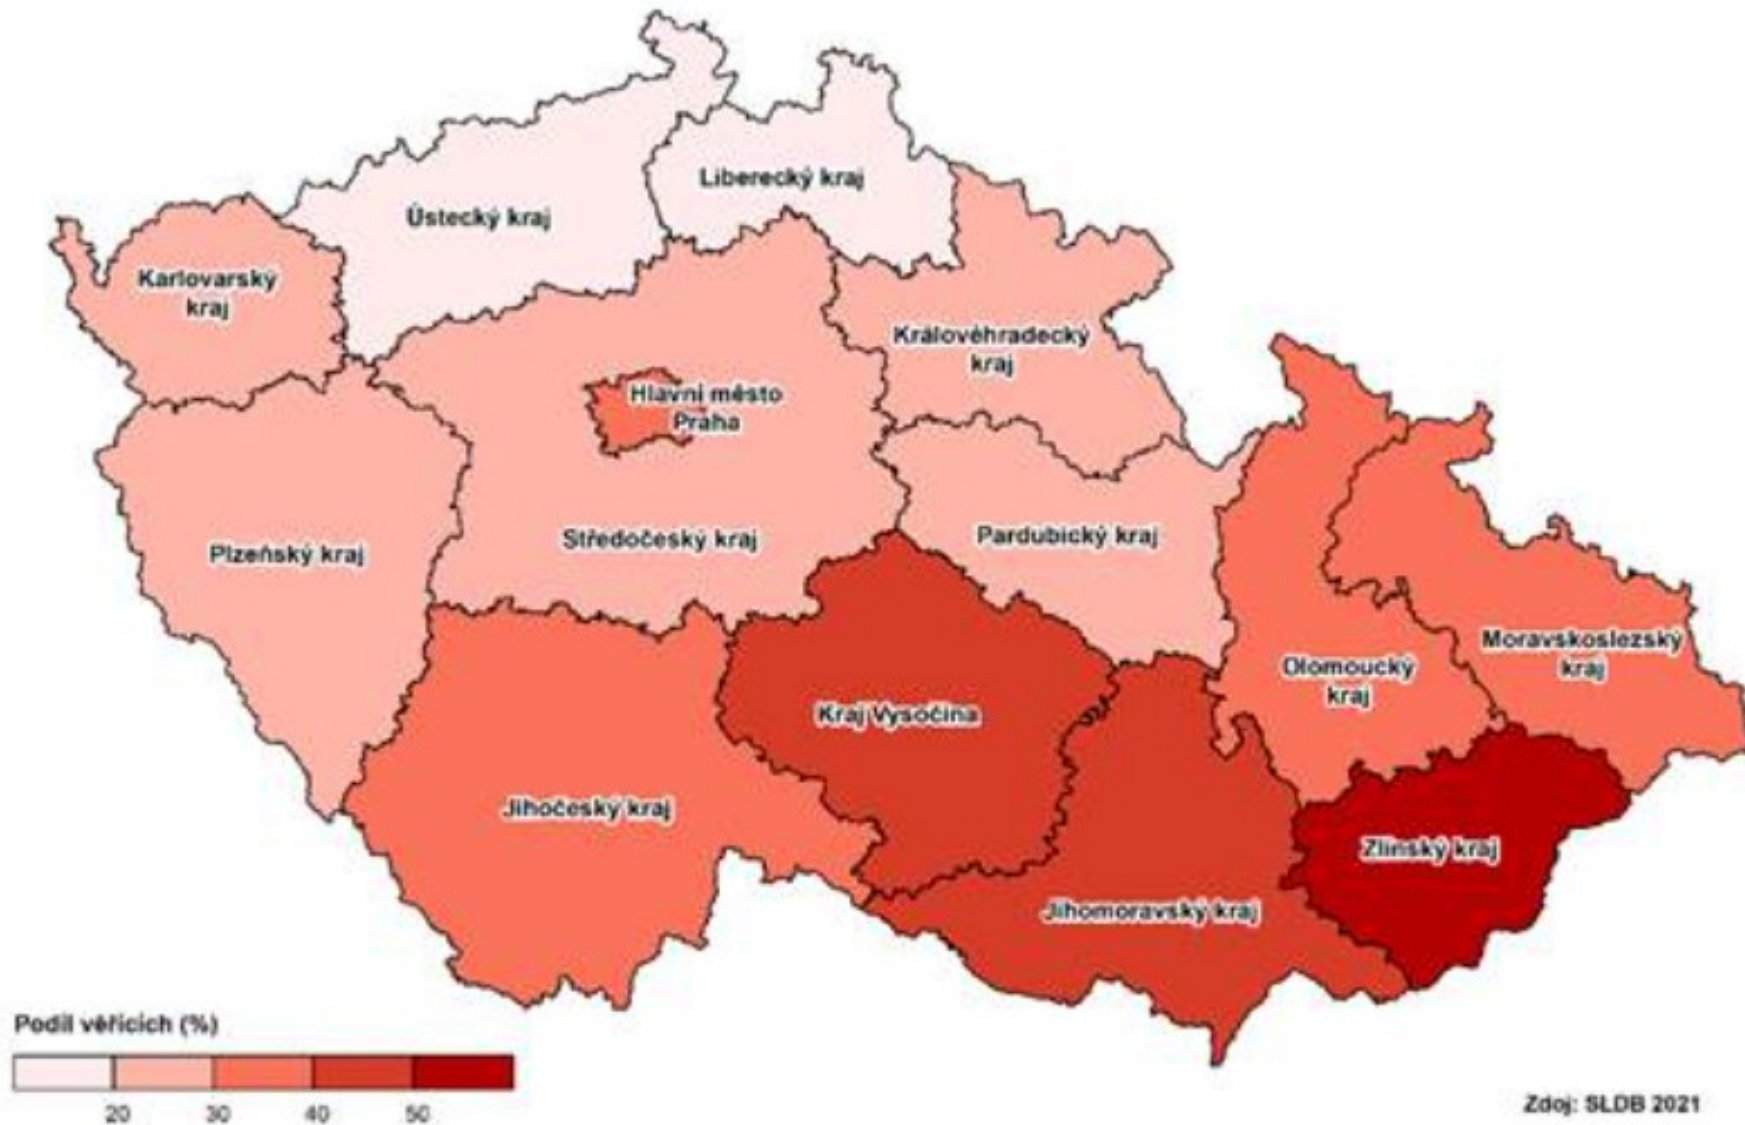 Liberecký kraj
Ústecký kraj
Karlovarský
kraj
Královéhradecký
kraj
Hlavní město
Praha
Plzeňský kraj
Středočeský kraj
Pardubický kraj
Moravskoslezský
kraj
Olomoucký
kraj
Kraj Vysočina
Jihočeský kraj
Zlínský kraj
Jihomoravský kraj
Podíl věřících (%)
20 30 40 50
Zdoj: SLDB 2021